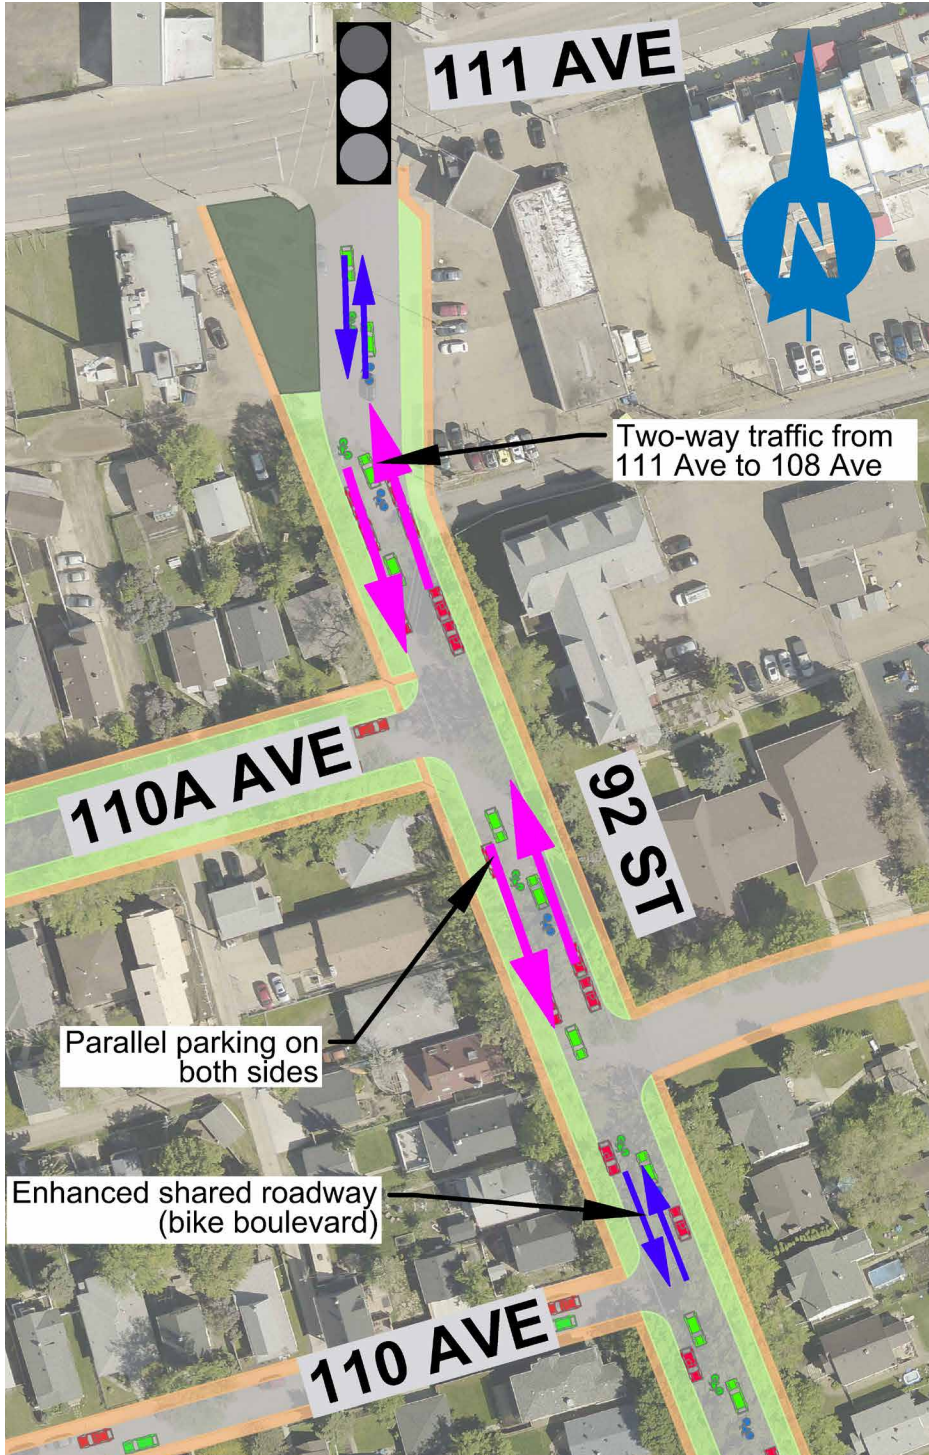 111 AVE
N
Two-way traffic from
111 Ave to 108 Ave
110A AVE
92 ST
Parallel parking on
both sides
Enhanced shared roadway
(bike boulevard)
110 AVE